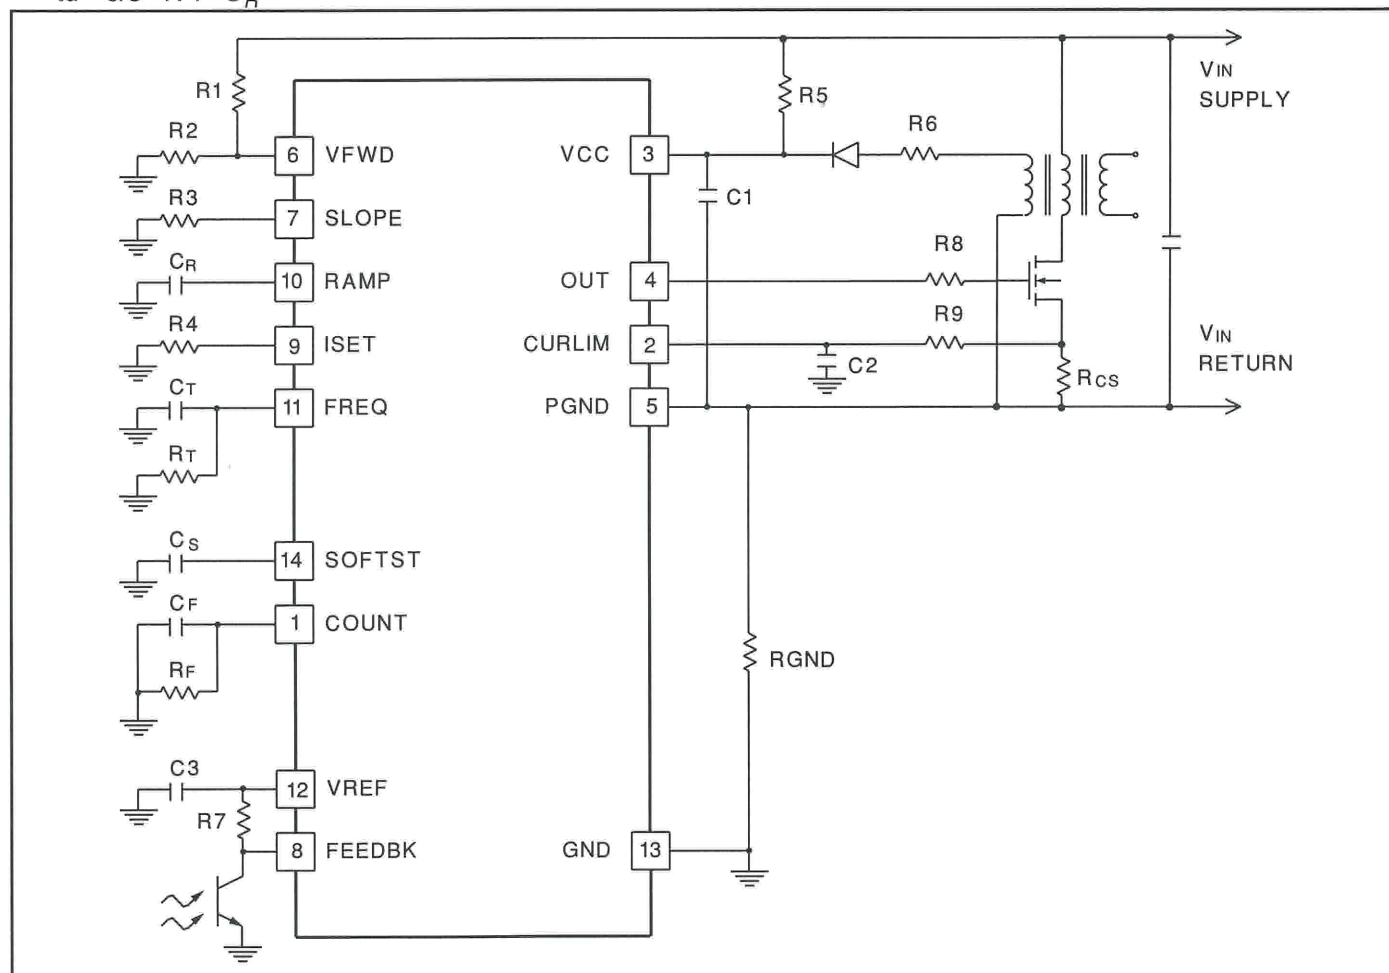 R1
R2
6
VFWD
R3
7
SLOPE
CR
10
RAMP
R4
9
ISET
CT
11
FREQ
RT
CS
14
SOFTST
CF
1
COUNT
RF
C3
12
VREF
R7
8
FEEDBK
VCC
3
R5
R6
C1
OUT
4
R8
CURLIM
2
R9
C2
PGND
5
RCS
RGND
GND
13
VIN
SUPPLY
VIN
RETURN